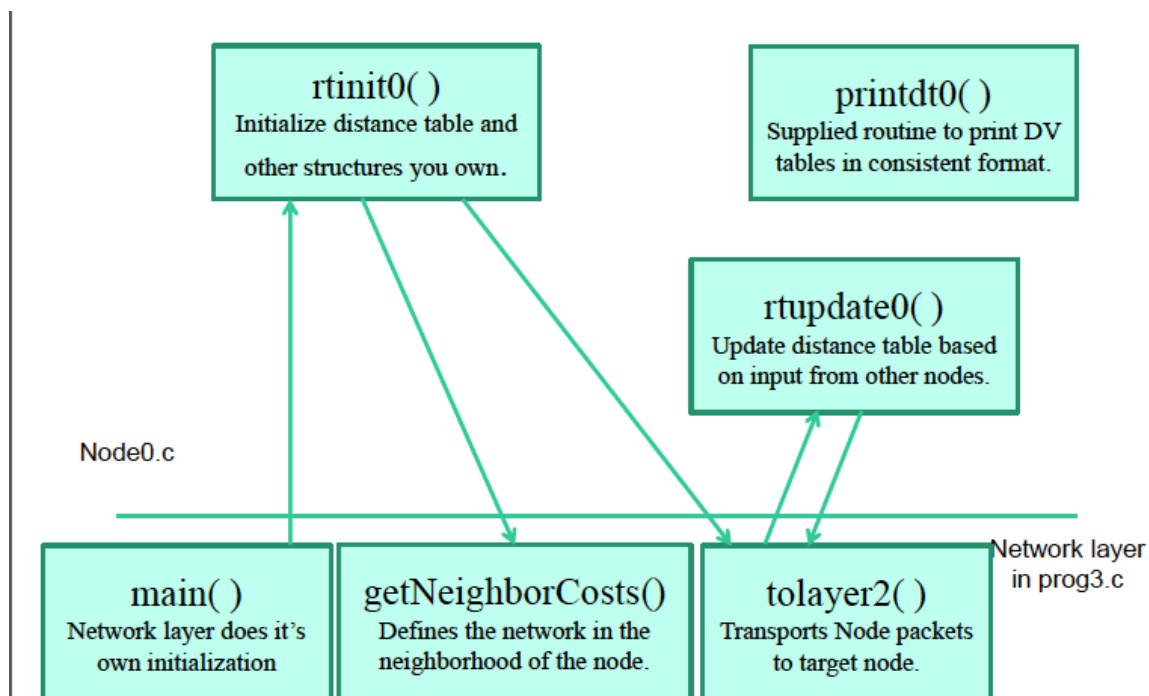 rtinit0( )
Initialize distance table and
other structures you own.
printdt0( )
Supplied routine to print DV
tables in consistent format.
rtupdate0( )
Update distance table based
on input from other nodes.
Node0.c
Network layer
in prog3.c
main( )
Network layer does it's
own initialization
getNeighborCosts()
Defines the network in the
neighborhood of the node.
tolayer2( )
Transports Node packets
to target node.